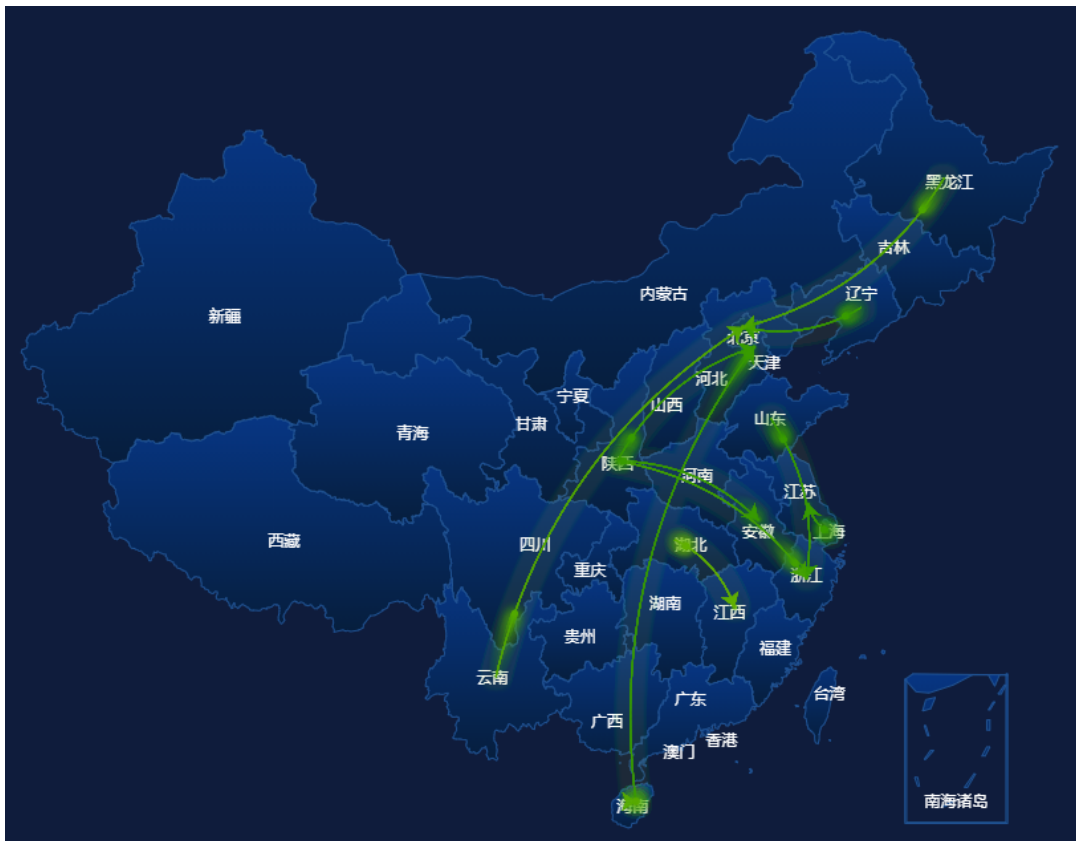 黑龙江
吉林
辽宁
内蒙古
新疆
北京
天津
河北
宁夏
山西
甘肃
山东
青海
陕西
河南
江苏
安徽
上海
西藏
四川
湖北
重庆
浙江
湖南
江西
贵州
福建
云南
台湾
广东
广西
香港
澳门
南海诸岛
海南